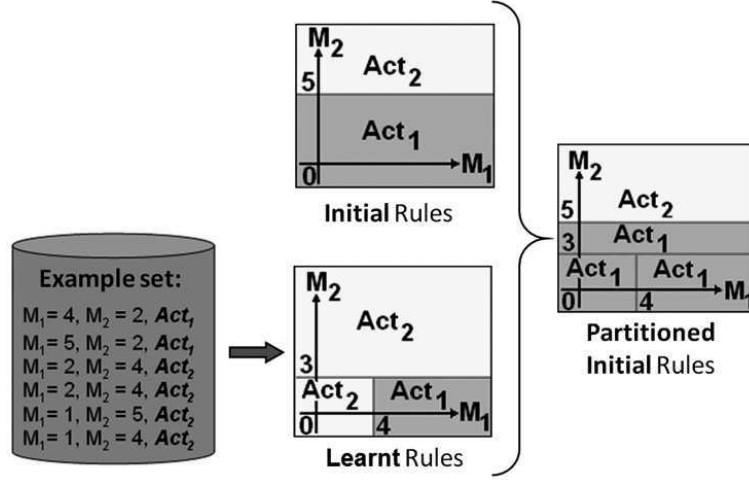 M₂
5
Act₂
Act₁
0
M₁
Initial Rules
Example set:
M₁= 4, M₂ = 2, Act₁
M₁= 5, M₂ = 2, Act₁
M₁= 2, M₂ = 4, Act₂
M₁= 2, M₂ = 4, Act₂
M₁= 1, M₂ = 5, Act₂
M₁= 1, M₂ = 4, Act₂
M₂
Act₂
3
Act₂ Act₁
M₁
0 4
Learnt Rules
M₂
5 Act₂
3 Act₁
Act₁ Act₁
0 4 M₁
Partitioned
Initial Rules